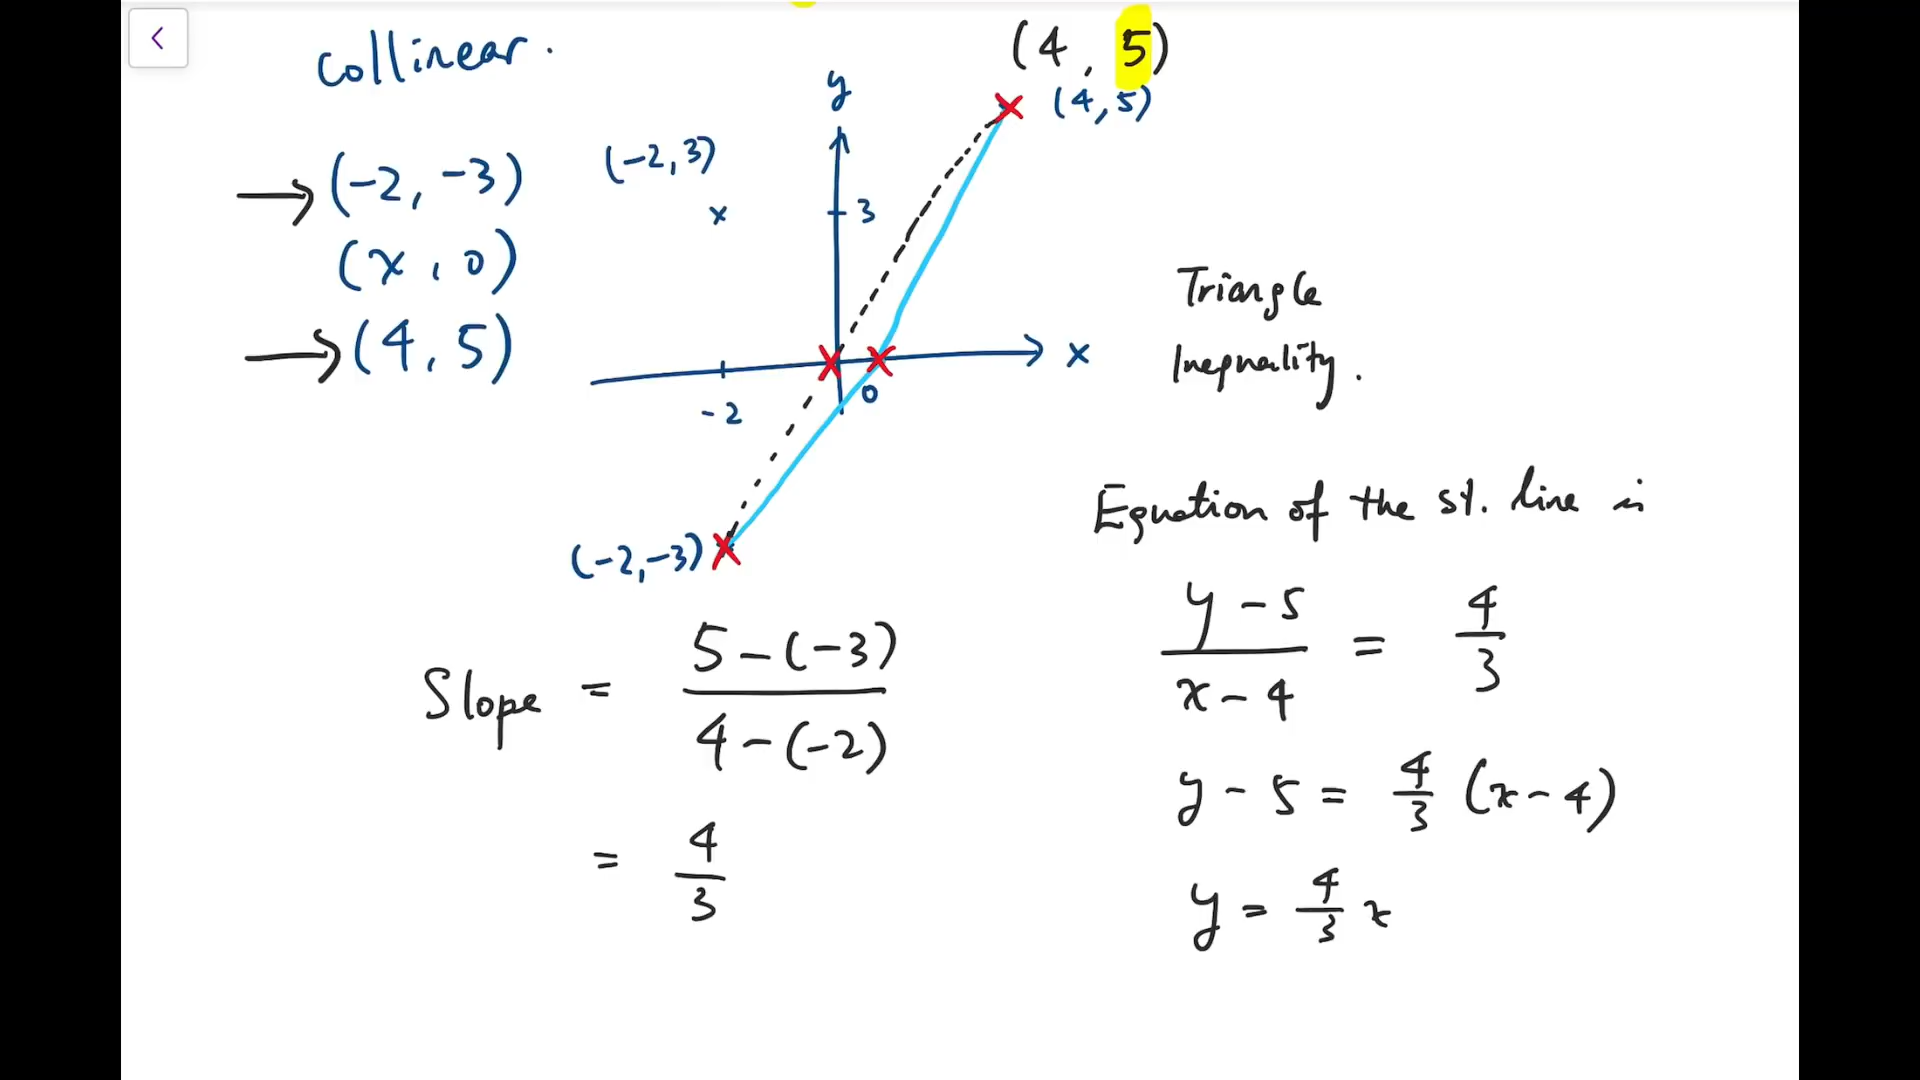 collinear.
(4, 5)
y
(4, 5)
(-2, 3)
→ (-2, -3)
x
3
(x, 0)
→ (4, 5)
Triangle
Inequality.
x
0
-2
Equation of the st. line is
(-2, -3)
5 - (-3)
Slope = ———
4 - (-2)
= 4/3
y - 5 / x - 4 = 4/3
y - 5 = 4/3 (x - 4)
y = 4/3 x